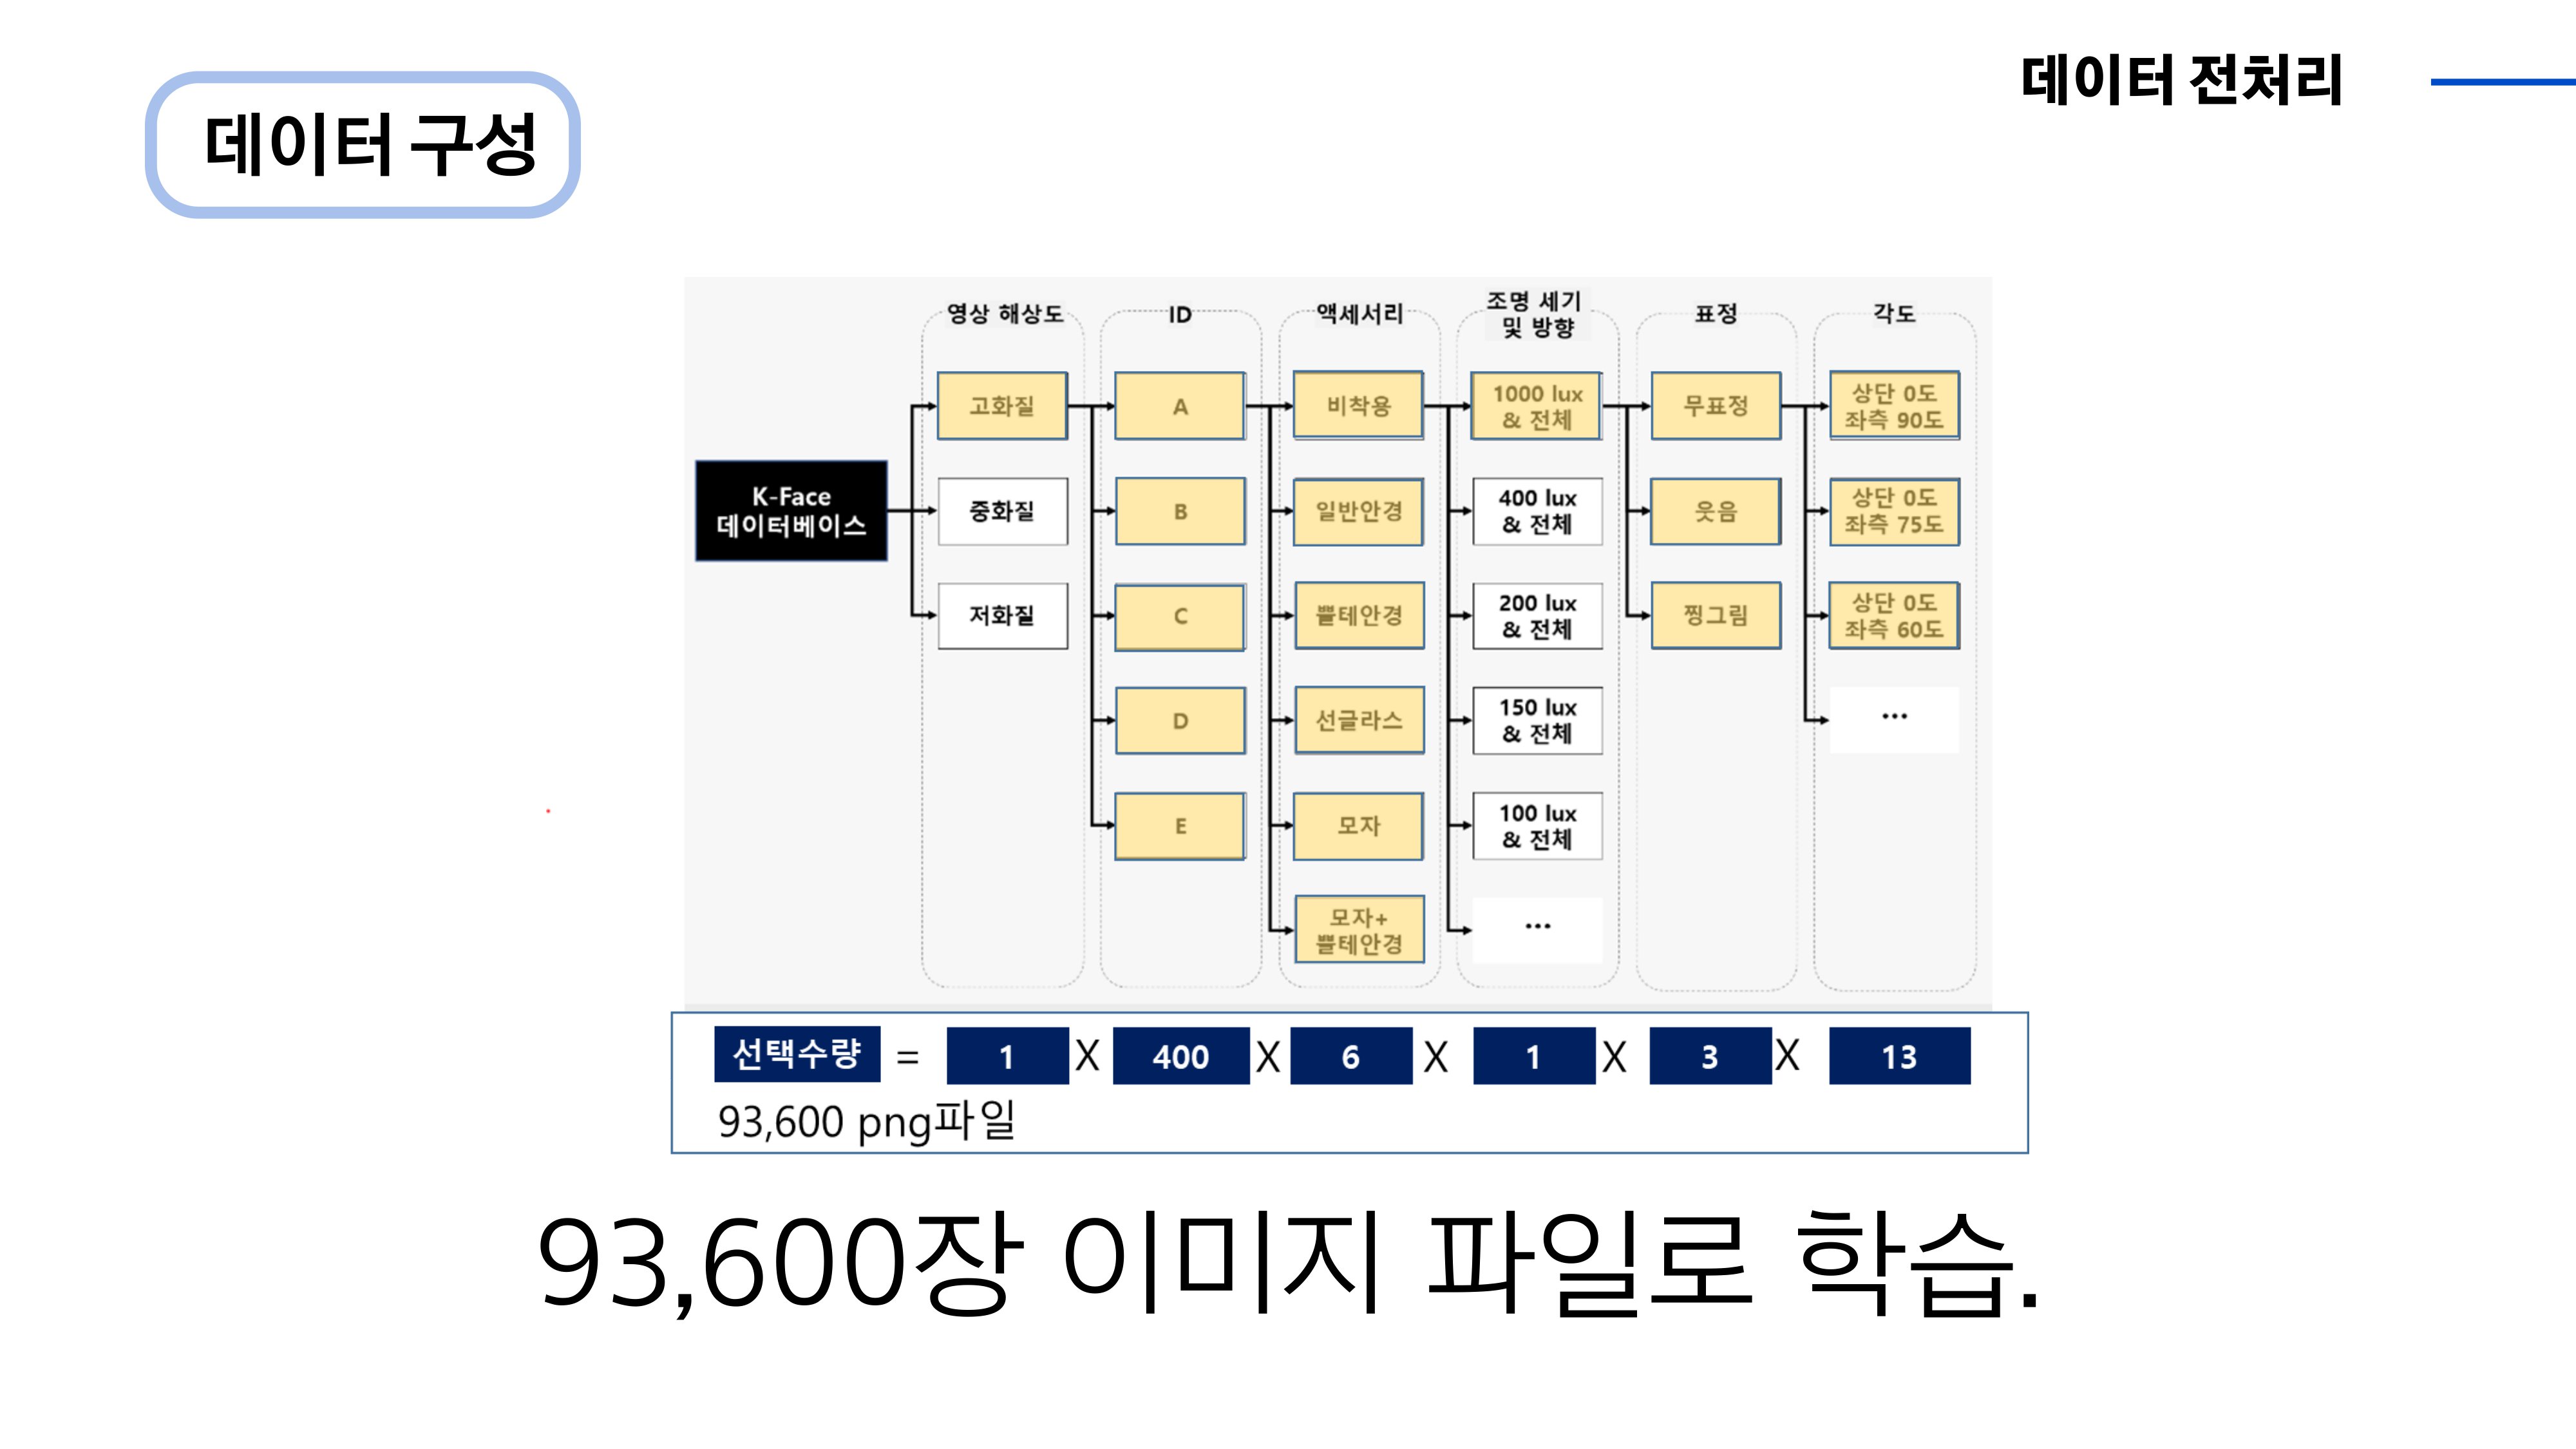 데이터 전처리
데이터 구성
영상 해상도
ID
액세서리
조명 세기
및 방향
표정
각도
K-Face
데이터베이스
고화질
중화질
저화질
A
B
C
D
E
비착용
일반안경
뿔테안경
선글라스
모자
모자+
뿔테안경
1000 lux
& 전체
400 lux
& 전체
200 lux
& 전체
150 lux
& 전체
100 lux
& 전체
...
무표정
웃음
찡그림
상단 0도
좌측 90도
상단 0도
좌측 75도
상단 0도
좌측 60도
...
선택수량 = 1 X 400 X 6 X 1 X 3 X 13
93,600 png파일
93,600장 이미지 파일로 학습.